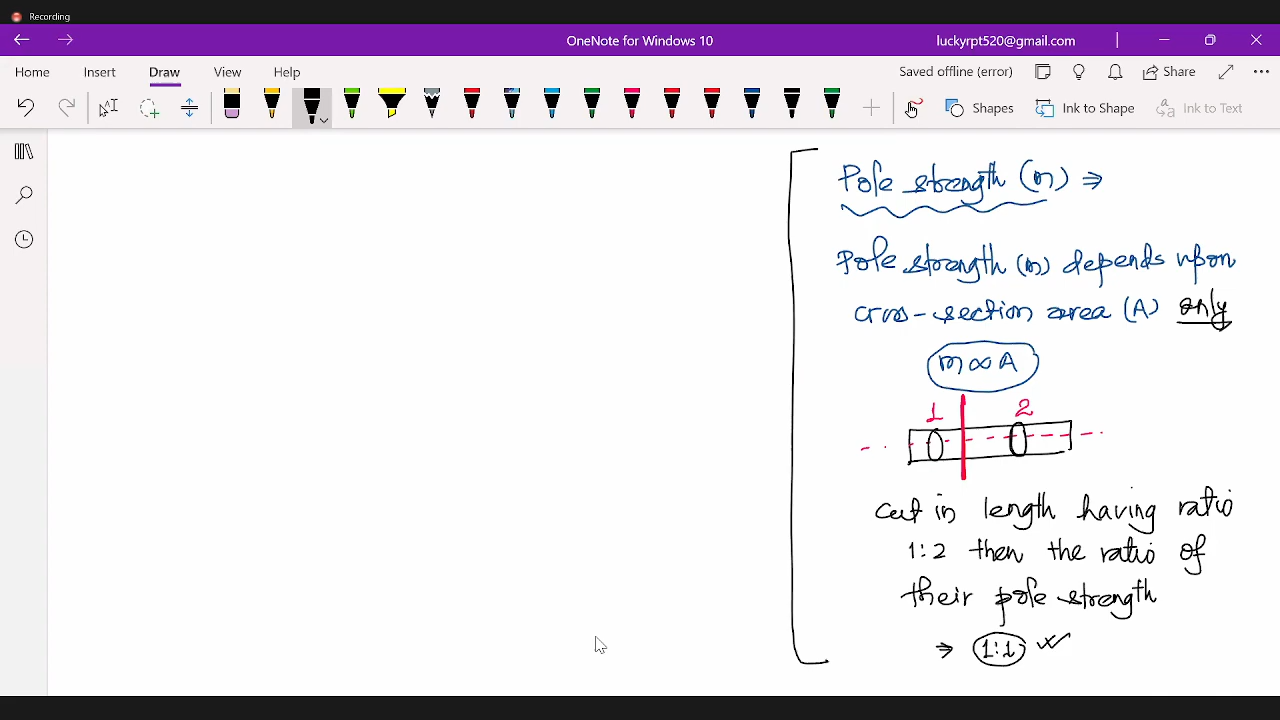 Recording
OneNote for Windows 10
luckyrpt520@gmail.com
Home Insert Draw View Help
Saved offline (error)
Share
Shapes
Ink to Shape
Ink to Text
Pole strength (m) ⇒
Pole strength (m) depends upon
cross-section area (A) only
m ∝ A
1 2
Cut in length having ratio
1:2 then the ratio of
their pole strength
⇒ 1:1